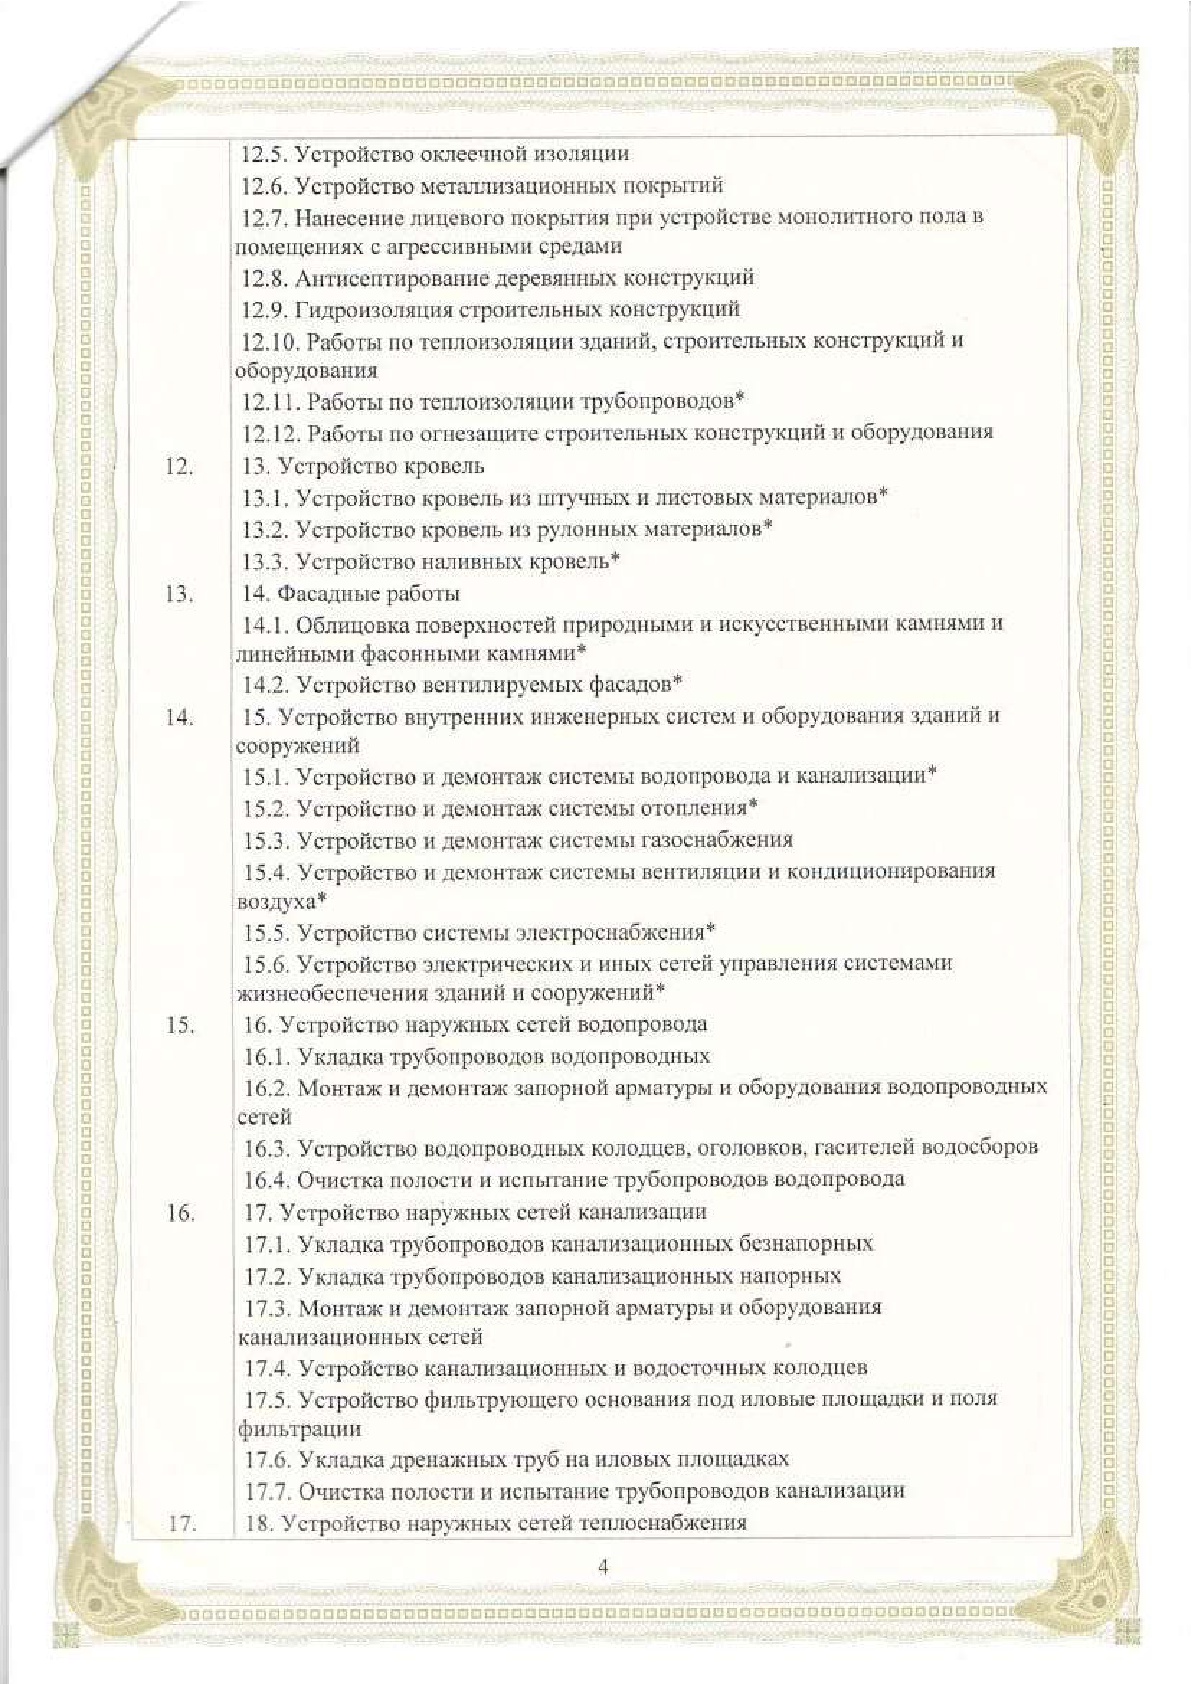 12.5. Устройство оклеечной изоляции
12.6. Устройство металлизационных покрытий
12.7. Нанесение лицевого покрытия при устройстве монолитного пола в
помещениях с агрессивными средами
12.8. Антисептирование деревянных конструкций
12.9. Гидроизоляция строительных конструкций
12.10. Работы по теплоизоляции зданий, строительных конструкций и
оборудования
12.11. Работы по теплоизоляции трубопроводов*
12.12. Работы по огнезащите строительных конструкций и оборудования
12. 13. Устройство кровель
13.1. Устройство кровель из штучных и листовых материалов*
13.2. Устройство кровель из рулонных материалов*
13.3. Устройство наливных кровель*
13. 14. Фасадные работы
14.1. Облицовка поверхностей природными и искусственными камнями и
линейными фасонными камнями*
14.2. Устройство вентилируемых фасадов*
14. 15. Устройство внутренних инженерных систем и оборудования зданий и
сооружений
15.1. Устройство и демонтаж системы водопровода и канализации*
15.2. Устройство и демонтаж системы отопления*
15.3. Устройство и демонтаж системы газоснабжения
15.4. Устройство и демонтаж системы вентиляции и кондиционирования
воздуха*
15.5. Устройство системы электроснабжения*
15.6. Устройство электрических и иных сетей управления системами
жизнеобеспечения зданий и сооружений*
15. 16. Устройство наружных сетей водопровода
16.1. Укладка трубопроводов водопроводных
16.2. Монтаж и демонтаж запорной арматуры и оборудования водопроводных
сетей
16.3. Устройство водопроводных колодцев, оголовков, гасителей водосборов
16.4. Очистка полости и испытание трубопроводов водопровода
16. 17. Устройство наружных сетей канализации
17.1. Укладка трубопроводов канализационных безнапорных
17.2. Укладка трубопроводов канализационных напорных
17.3. Монтаж и демонтаж запорной арматуры и оборудования
канализационных сетей
17.4. Устройство канализационных и водосточных колодцев
17.5. Устройство фильтрующего основания под иловые площадки и поля
фильтрации
17.6. Укладка дренажных труб на иловых площадках
17.7. Очистка полости и испытание трубопроводов канализации
17. 18. Устройство наружных сетей теплоснабжения
4